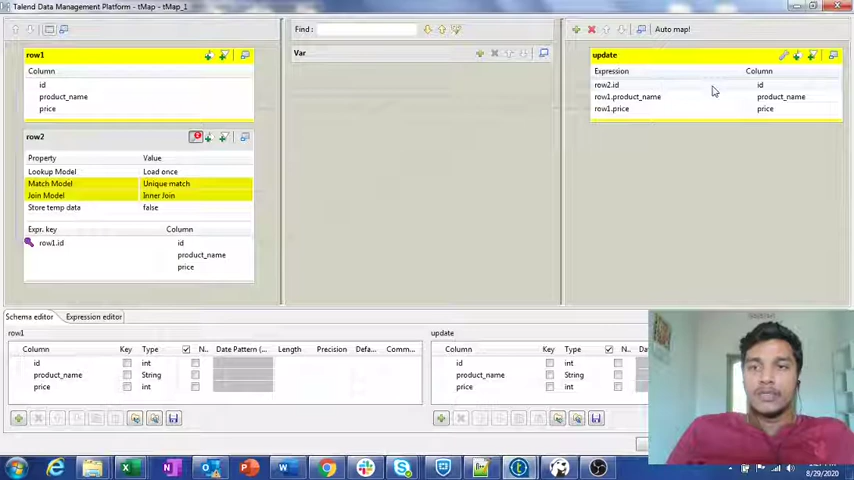 Talend Data Management Platform - tMap - tMap_1
row1
Column
id
product_name
price
row2
Property Value
Lookup Model Load once
Match Model Unique match
Join Model Inner Join
Store temp data false
Expr. key Column
row1.id id
product_name
price
Find :
Var
Auto map!
update
Expression Column
row2.id id
row1.product_name product_name
row1.price price
Schema editor Expression editor
row1
Column Key Type N.. Date Pattern (... Length Precision Defa... Comm...
id int
product_name String
price int
update
Column Key Type N.. Da
id int
product_name String
price int
8/29/2020